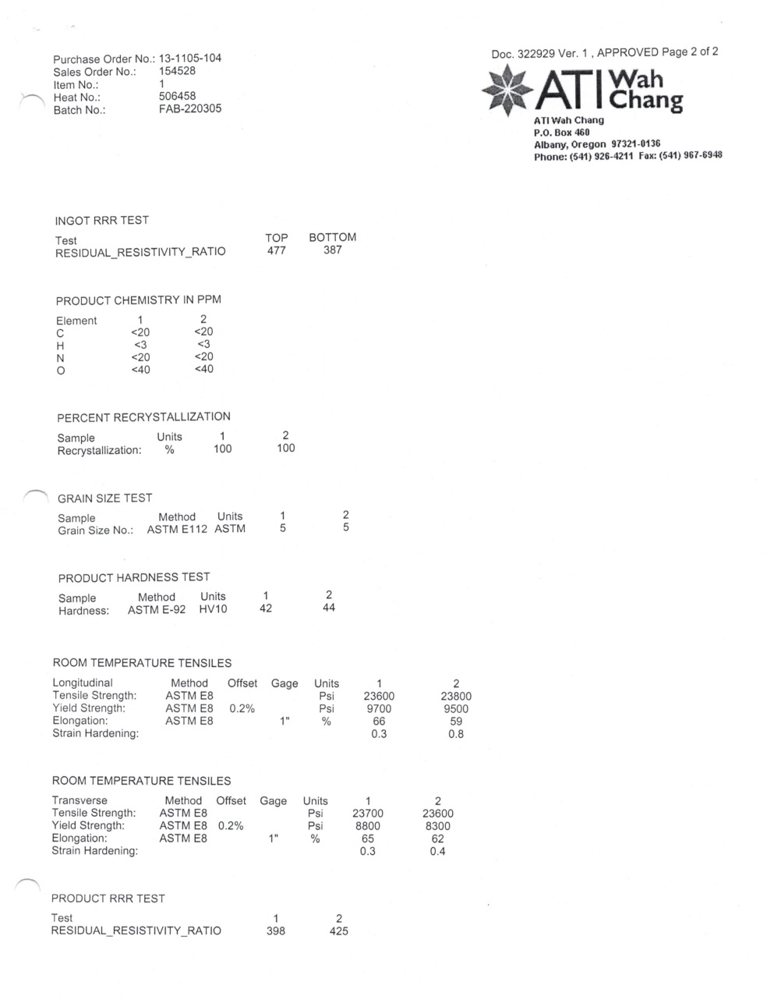 Purchase Order No.: 13-1105-104
Sales Order No.: 154528
Item No.: 1
Heat No.: 506458
Batch No.: FAB-220305
Doc. 322929 Ver. 1 , APPROVED Page 2 of 2
ATI Wah Chang
ATI Wah Chang
P.O. Box 460
Albany, Oregon 97321-0136
Phone: (541) 926-4211 Fax: (541) 967-6948
INGOT RRR TEST
Test TOP BOTTOM
RESIDUAL_RESISTIVITY_RATIO 477 387
PRODUCT CHEMISTRY IN PPM
Element 1 2
C <20 <20
H <3 <3
N <20 <20
O <40 <40
PERCENT RECRYSTALLIZATION
Sample Units 1 2
Recrystallization: % 100 100
GRAIN SIZE TEST
Sample Method Units 1 2
Grain Size No.: ASTM E112 ASTM 5 5
PRODUCT HARDNESS TEST
Sample Method Units 1 2
Hardness: ASTM E-92 HV10 42 44
ROOM TEMPERATURE TENSILES
Longitudinal Method Offset Gage Units 1 2
Tensile Strength: ASTM E8 Psi 23600 23800
Yield Strength: ASTM E8 0.2% Psi 9700 9500
Elongation: ASTM E8 1" % 66 59
Strain Hardening: 0.3 0.8
ROOM TEMPERATURE TENSILES
Transverse Method Offset Gage Units 1 2
Tensile Strength: ASTM E8 Psi 23700 23600
Yield Strength: ASTM E8 0.2% Psi 8800 8300
Elongation: ASTM E8 1" % 65 62
Strain Hardening: 0.3 0.4
PRODUCT RRR TEST
Test 1 2
RESIDUAL_RESISTIVITY_RATIO 398 425